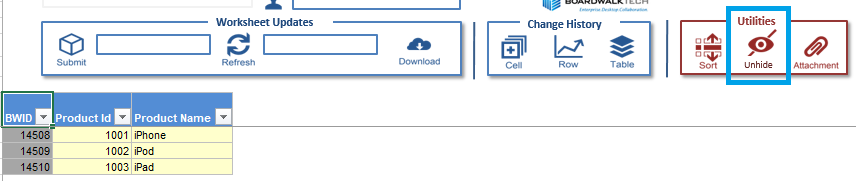 BOARDWALKTECH
Enterprise Desktop Collaboration.
Worksheet Updates
Submit
Refresh
Download
Change History
Cell
Row
Table
Utilities
Sort
Unhide
Attachment
BWID Product Id Product Name
14508 1001 iPhone
14509 1002 iPod
14510 1003 iPad